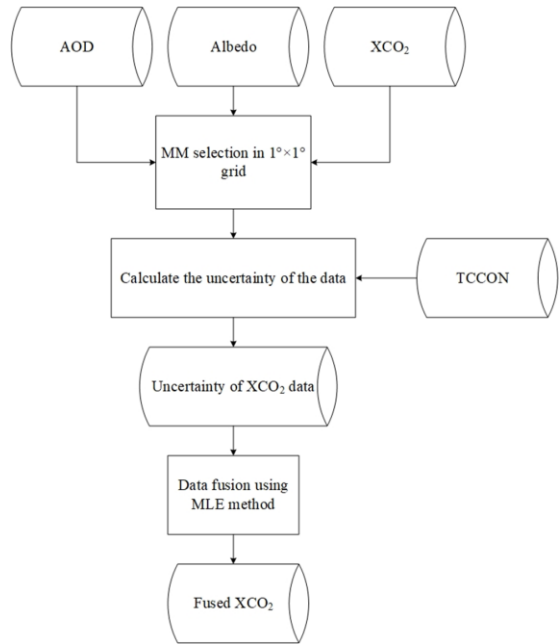 AOD
Albedo
XCO₂
MM selection in 1°×1°
grid
Calculate the uncertainty of the data
TCCON
Uncertainty of XCO₂ data
Data fusion using
MLE method
Fused XCO₂